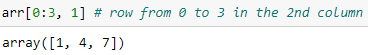 arr[0:3, 1] # row from 0 to 3 in the 2nd column
array([1, 4, 7])